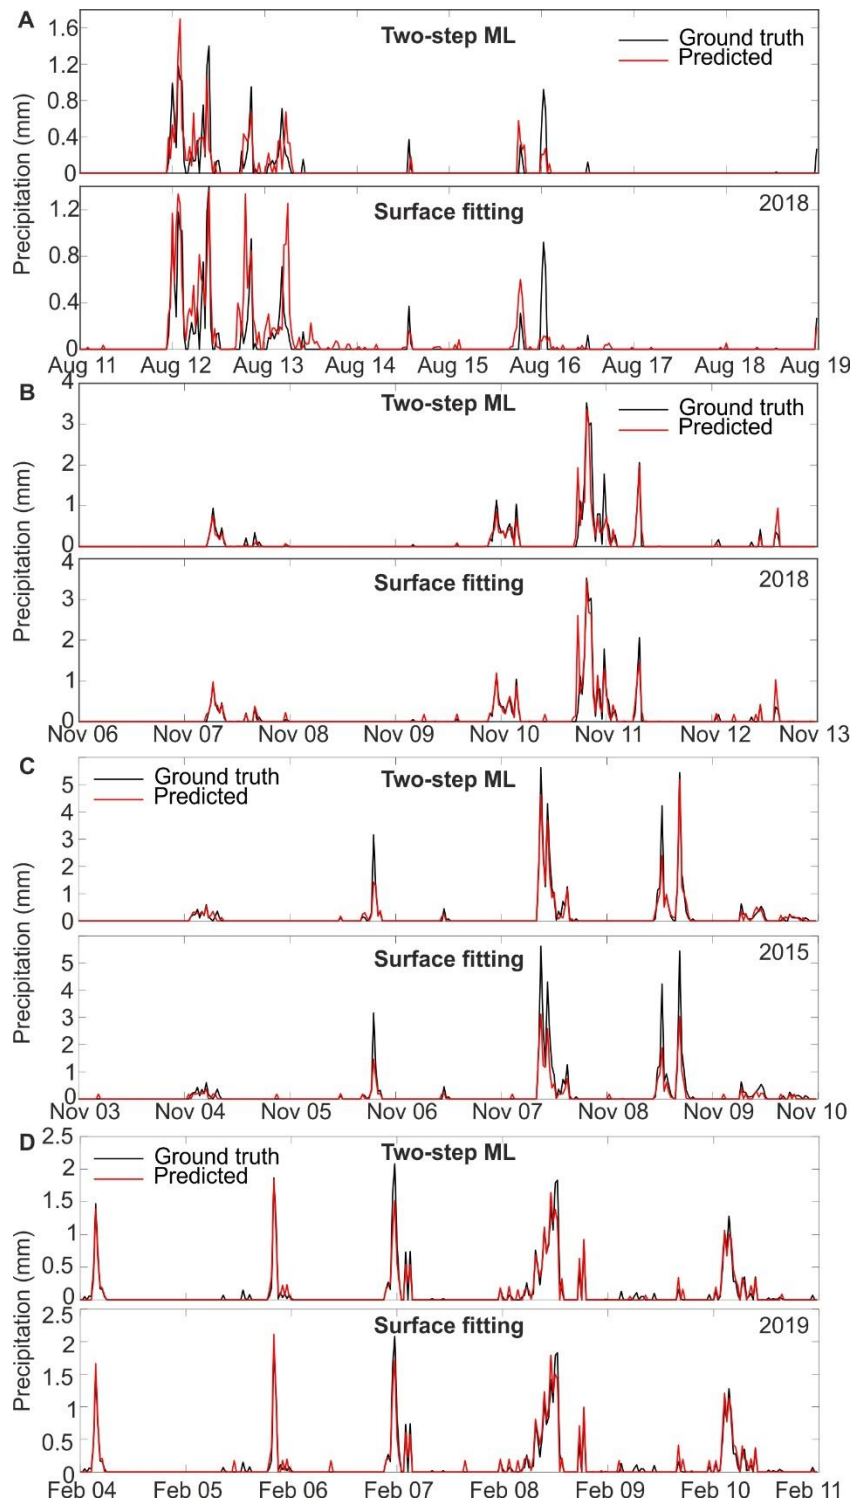 A
Two-step ML
Ground truth
Predicted
1.6
1.2
0.8
0.4
0
Precipitation (mm)
Surface fitting
2018
1.2
0.8
0.4
0
Aug 11 Aug 12 Aug 13 Aug 14 Aug 15 Aug 16 Aug 17 Aug 18 Aug 19
B
Two-step ML
Ground truth
Predicted
4
3
2
1
0
Precipitation (mm)
Surface fitting
2018
4
3
2
1
0
Nov 06 Nov 07 Nov 08 Nov 09 Nov 10 Nov 11 Nov 12 Nov 13
C
Ground truth
Predicted
Two-step ML
5
4
3
2
1
0
Precipitation (mm)
Surface fitting
2015
5
4
3
2
1
0
Nov 03 Nov 04 Nov 05 Nov 06 Nov 07 Nov 08 Nov 09 Nov 10
D
Ground truth
Predicted
Two-step ML
2.5
2
1.5
1
0.5
0
Precipitation (mm)
Surface fitting
2019
2.5
2
1.5
1
0.5
0
Feb 04 Feb 05 Feb 06 Feb 07 Feb 08 Feb 09 Feb 10 Feb 11